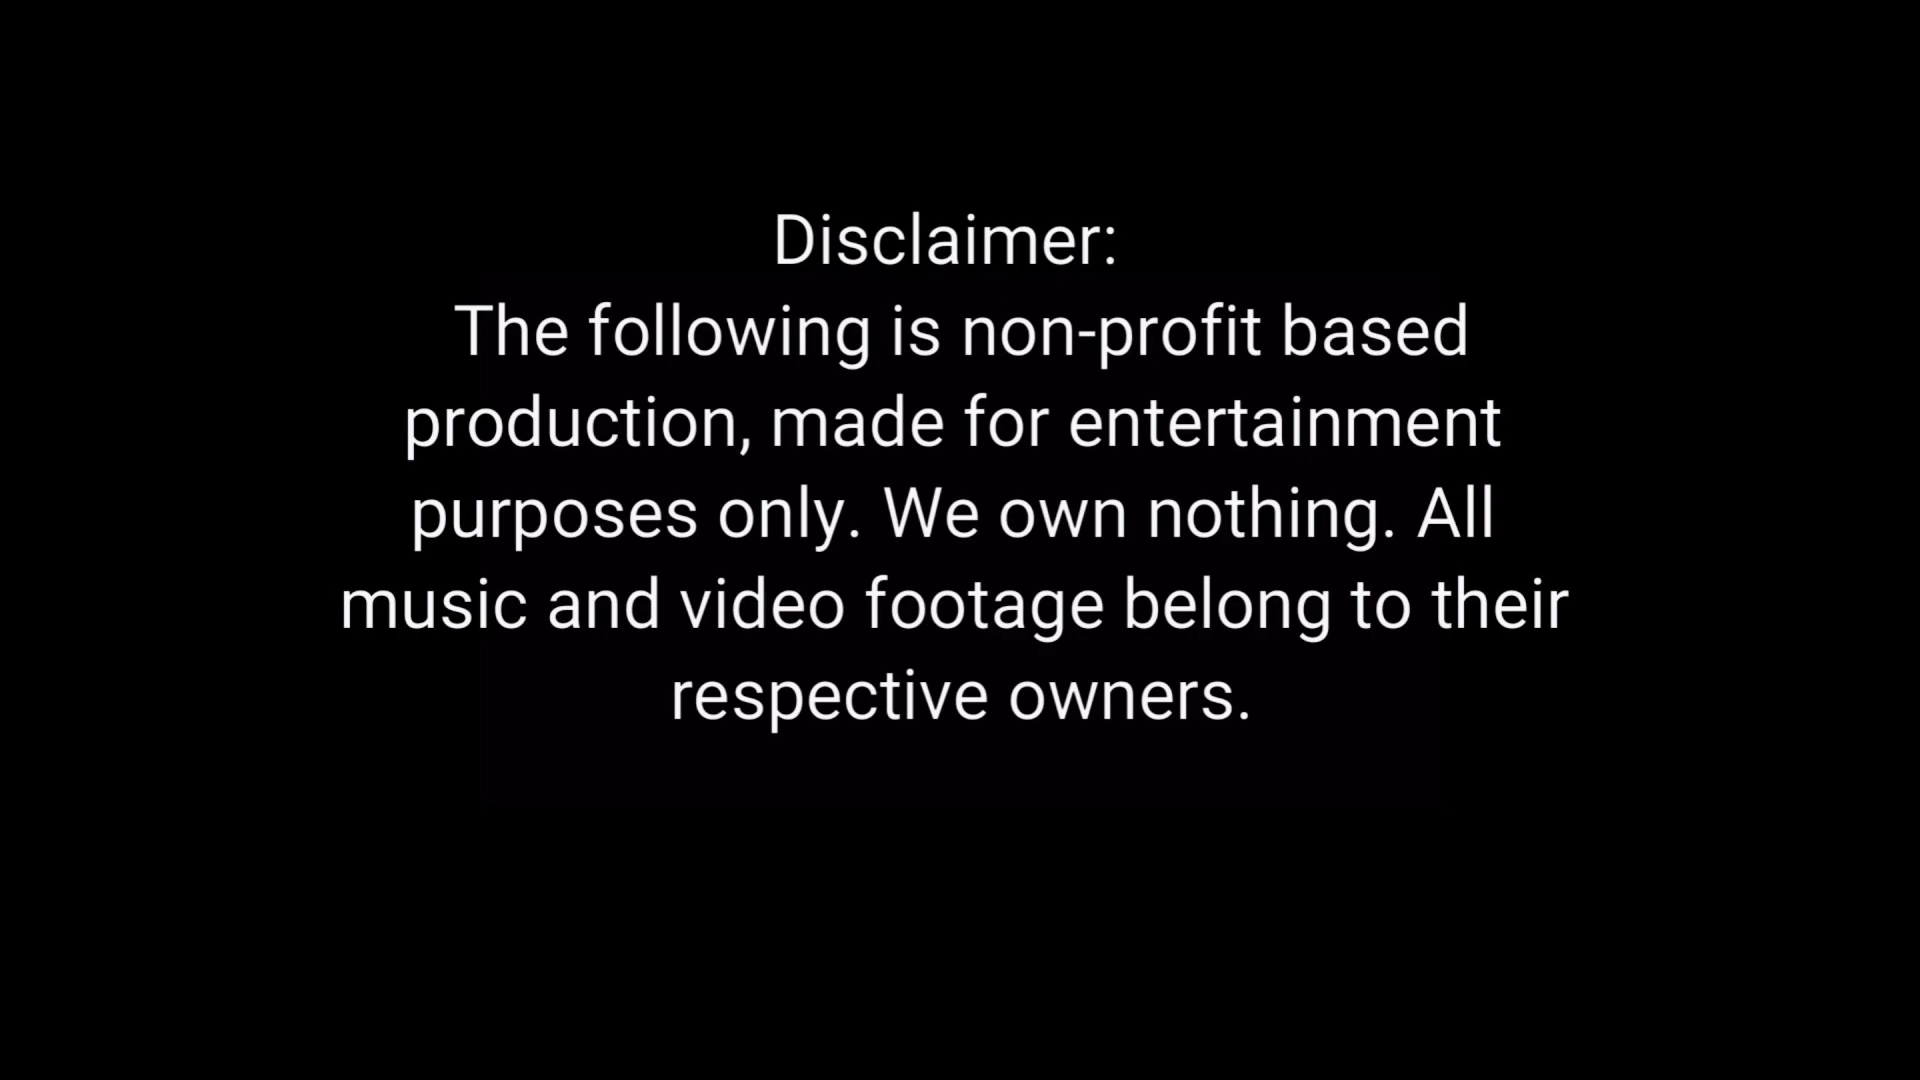 Disclaimer:
The following is non-profit based
production, made for entertainment
purposes only. We own nothing. All
music and video footage belong to their
respective owners.